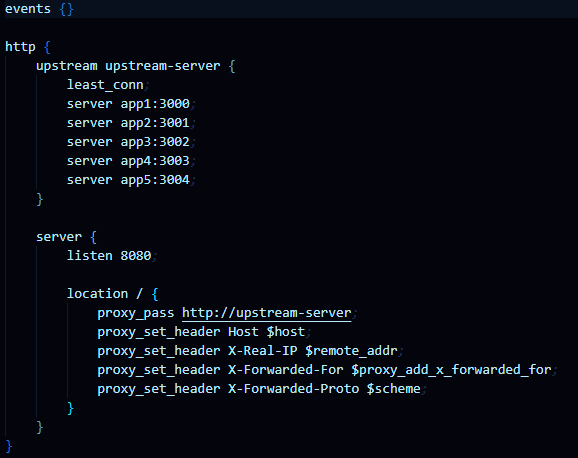 events {}
http {
upstream upstream-server {
least_conn;
server app1:3000;
server app2:3001;
server app3:3002;
server app4:3003;
server app5:3004;
}
server {
listen 8080;
location / {
proxy_pass http://upstream-server;
proxy_set_header Host $host;
proxy_set_header X-Real-IP $remote_addr;
proxy_set_header X-Forwarded-For $proxy_add_x_forwarded_for;
proxy_set_header X-Forwarded-Proto $scheme;
}
}
}